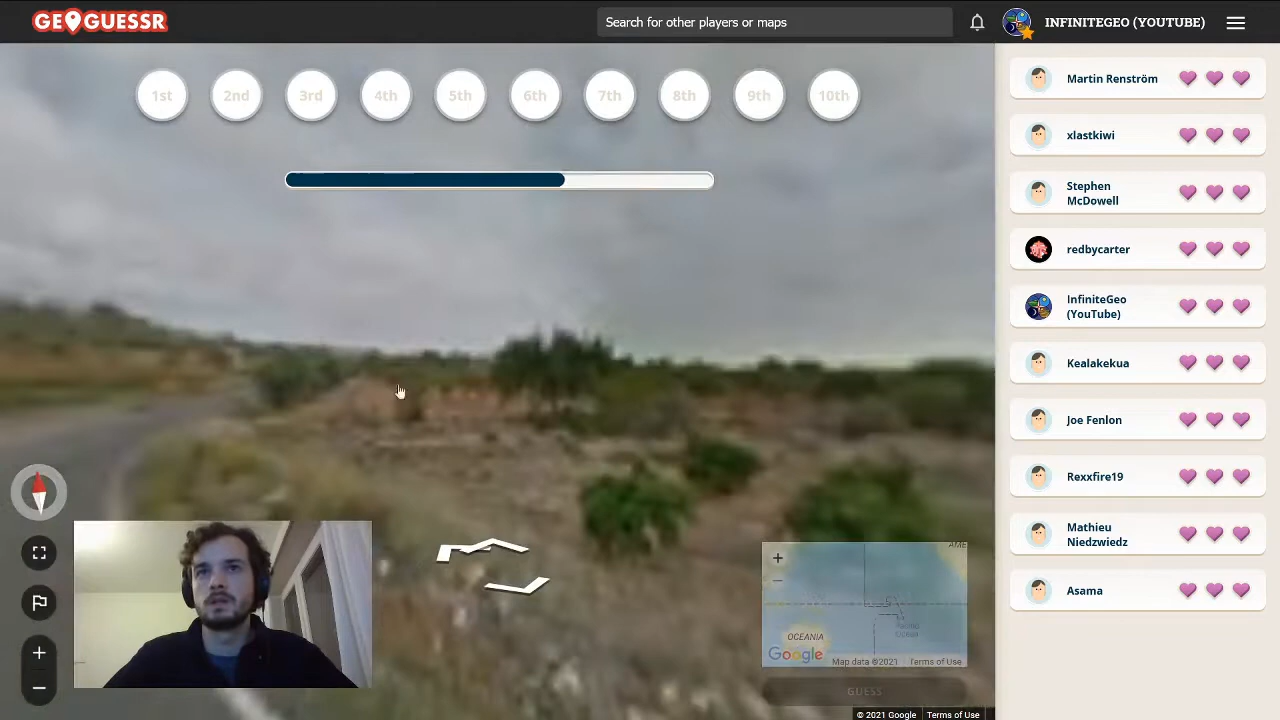 GEOGUESSR
Search for other players or maps
INFINITEGEO (YOUTUBE)
1st 2nd 3rd 4th 5th 6th 7th 8th 9th 10th
Martin Renström
xlastkiwi
Stephen
McDowell
redbycarter
InfiniteGeo
(YouTube)
Kealakekua
Joe Fenlon
Rexxfire19
Mathieu
Niedzwiedz
Asama
+
−
OCEANIA
Google
Map data ©2021 Terms of Use
GUESS
+
−
© 2021 Google Terms of Use